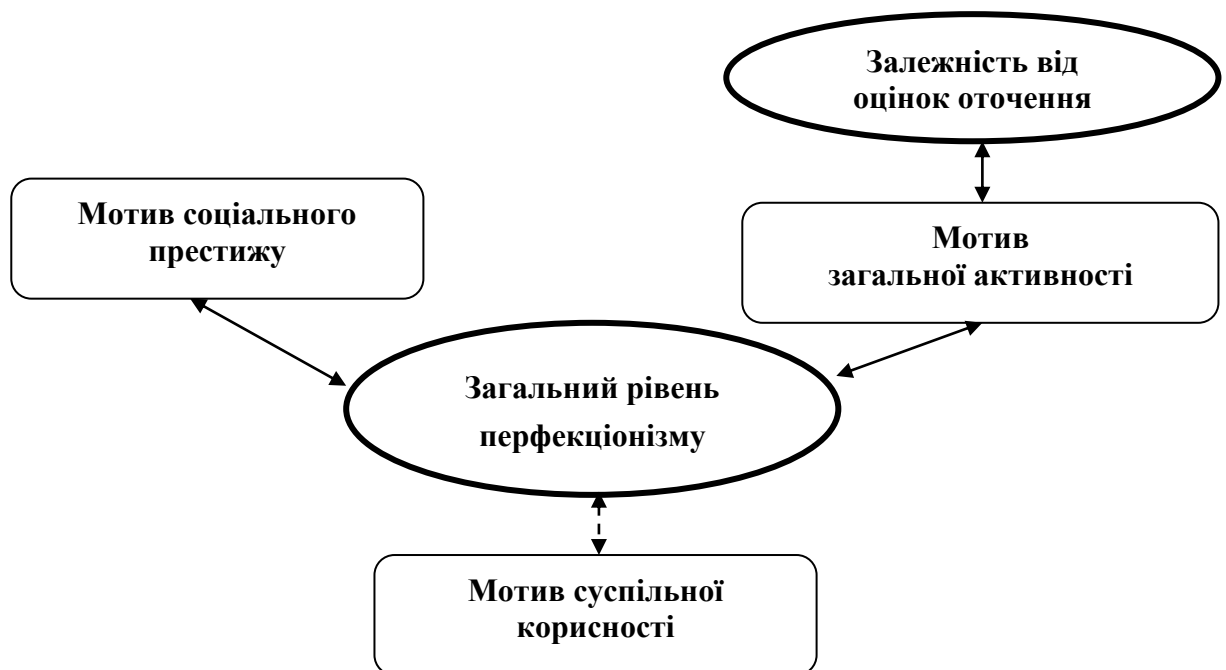 Залежність від
оцінок оточення
Мотив соціального
престижу
Мотив
загальної активності
Загальний рівень
перфекціонізму
Мотив суспільної
корисності